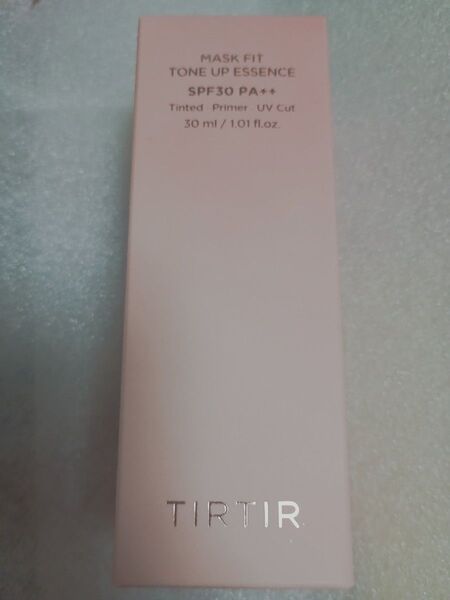 MASK FIT
TONE UP ESSENCE
SPF30 PA++
Tinted · Primer · UV Cut
30 ml / 1.01 fl.oz.
TIRTIR